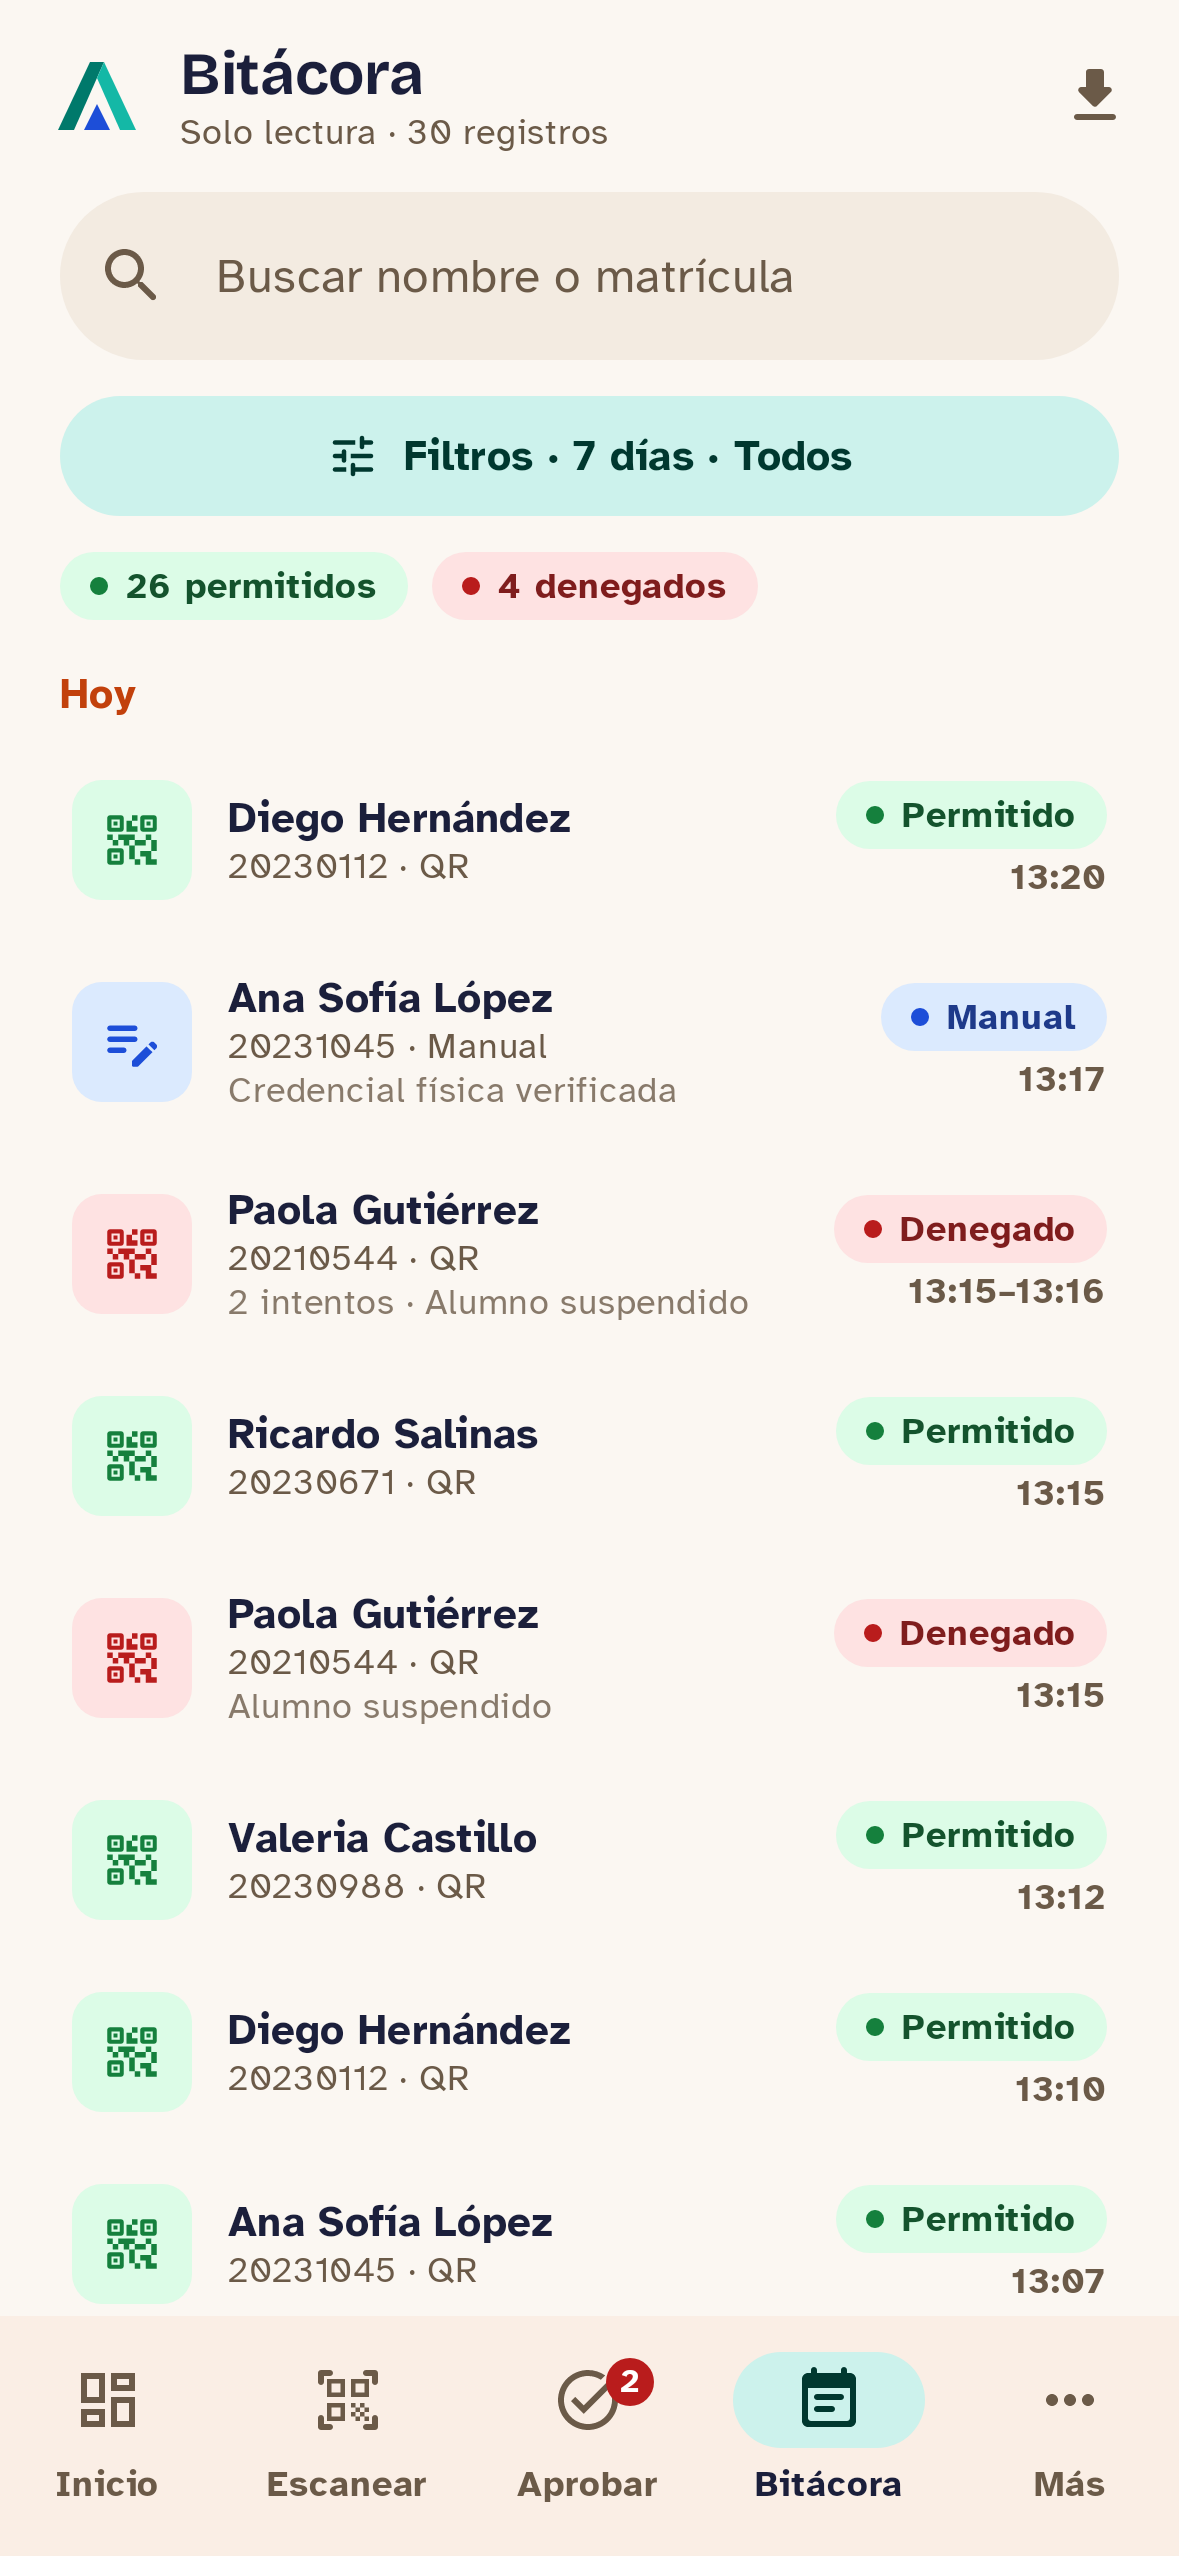 Bitácora
Solo lectura · 30 registros
Buscar nombre o matrícula
Filtros · 7 días · Todos
26 permitidos
4 denegados
Hoy
Diego Hernández
20230112 · QR
Permitido
13:20
Ana Sofía López
20231045 · Manual
Credencial física verificada
Manual
13:17
Paola Gutiérrez
20210544 · QR
2 intentos · Alumno suspendido
Denegado
13:15–13:16
Ricardo Salinas
20230671 · QR
Permitido
13:15
Paola Gutiérrez
20210544 · QR
Alumno suspendido
Denegado
13:15
Valeria Castillo
20230988 · QR
Permitido
13:12
Diego Hernández
20230112 · QR
Permitido
13:10
Ana Sofía López
20231045 · QR
Permitido
13:07
2
Inicio
Escanear
Aprobar
Bitácora
Más